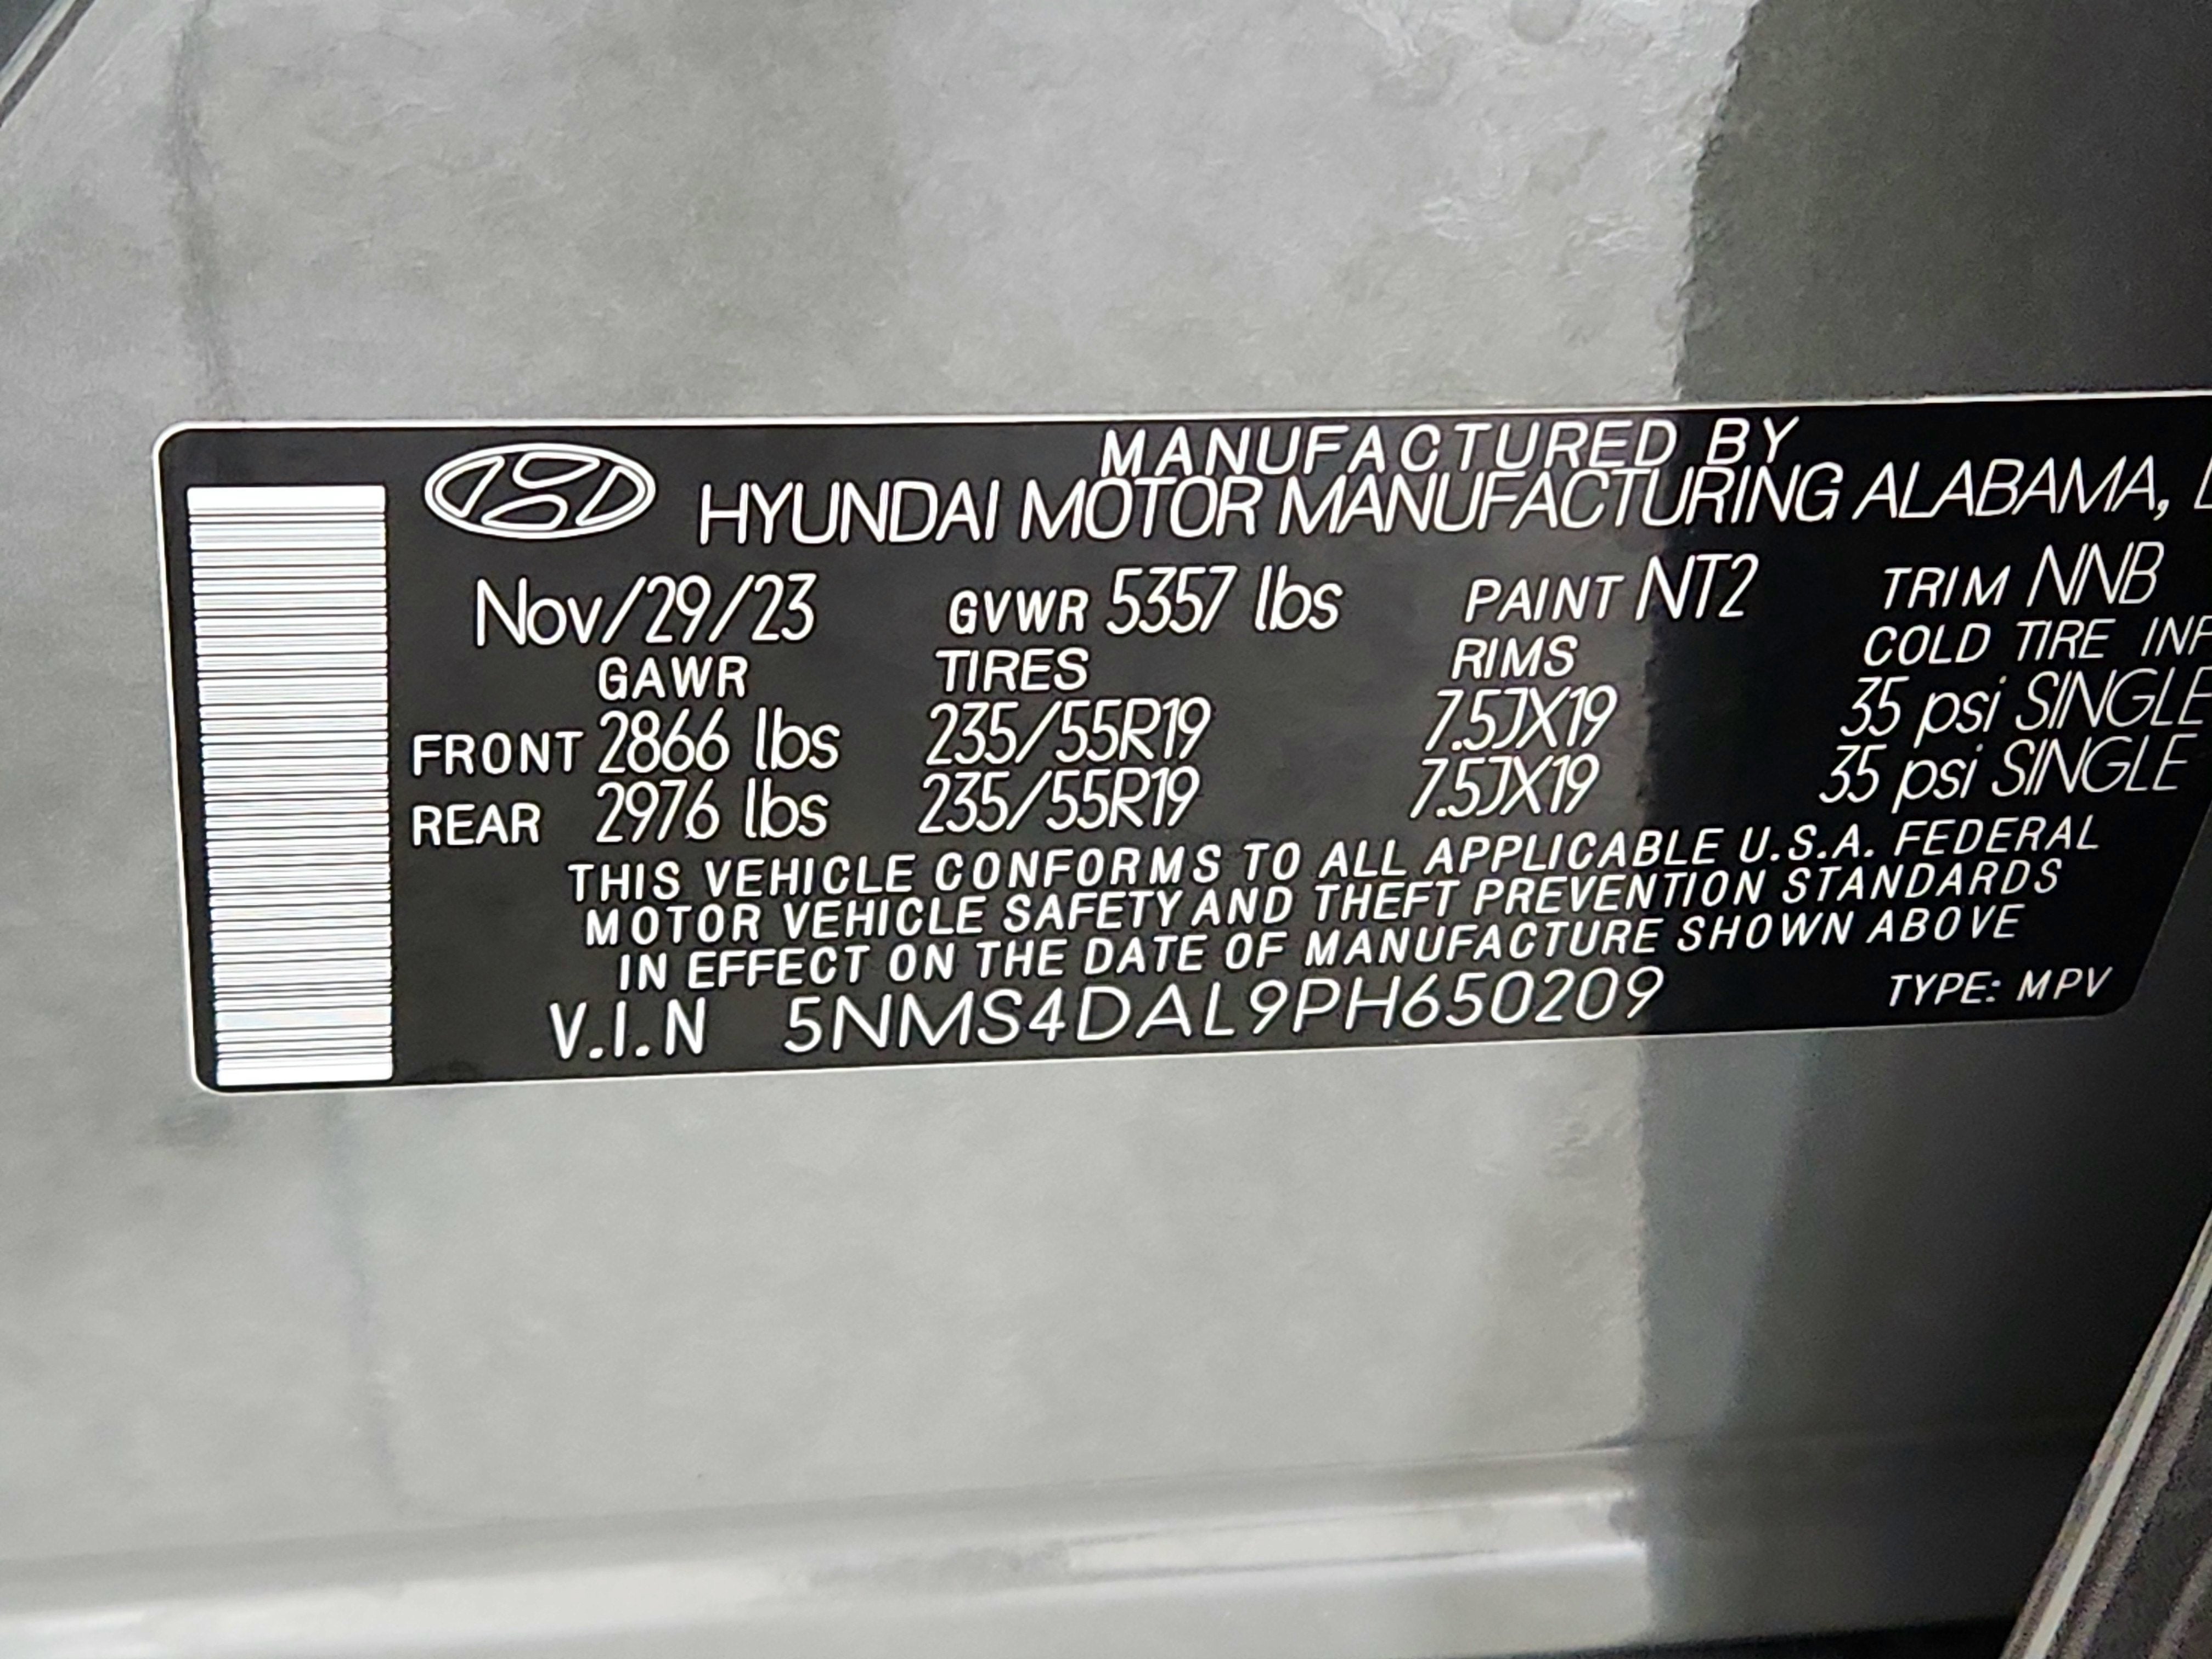 MANUFACTURED BY
HYUNDAI MOTOR MANUFACTURING ALABAMA,
Nov/29/23 GVWR 5357 lbs PAINT NT2 TRIM NNB
GAWR TIRES RIMS COLD TIRE INF
FRONT 2866 lbs 235/55R19 7.5JX19 35 psi SINGLE
REAR 2976 lbs 235/55R19 7.5JX19 35 psi SINGLE
THIS VEHICLE CONFORMS TO ALL APPLICABLE U.S.A. FEDERAL
MOTOR VEHICLE SAFETY AND THEFT PREVENTION STANDARDS
IN EFFECT ON THE DATE OF MANUFACTURE SHOWN ABOVE
V.I.N 5NMS4DAL9PH650209 TYPE: MPV